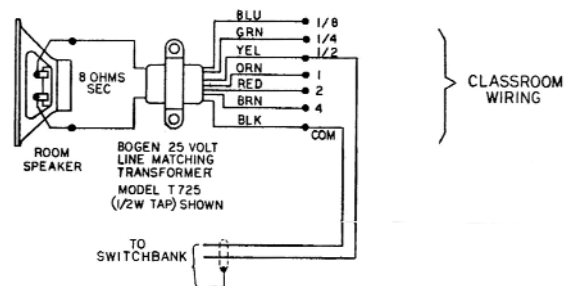 BLU
1/8
GRN
1/4
YEL
1/2
ORN
1
RED
2
BRN
4
BLK
COM
8 OHMS
SEC
CLASSROOM
WIRING
ROOM
SPEAKER
BOGEN 25 VOLT
LINE MATCHING
TRANSFORMER
MODEL T725
(1/2W TAP) SHOWN
TO
SWITCHBANK